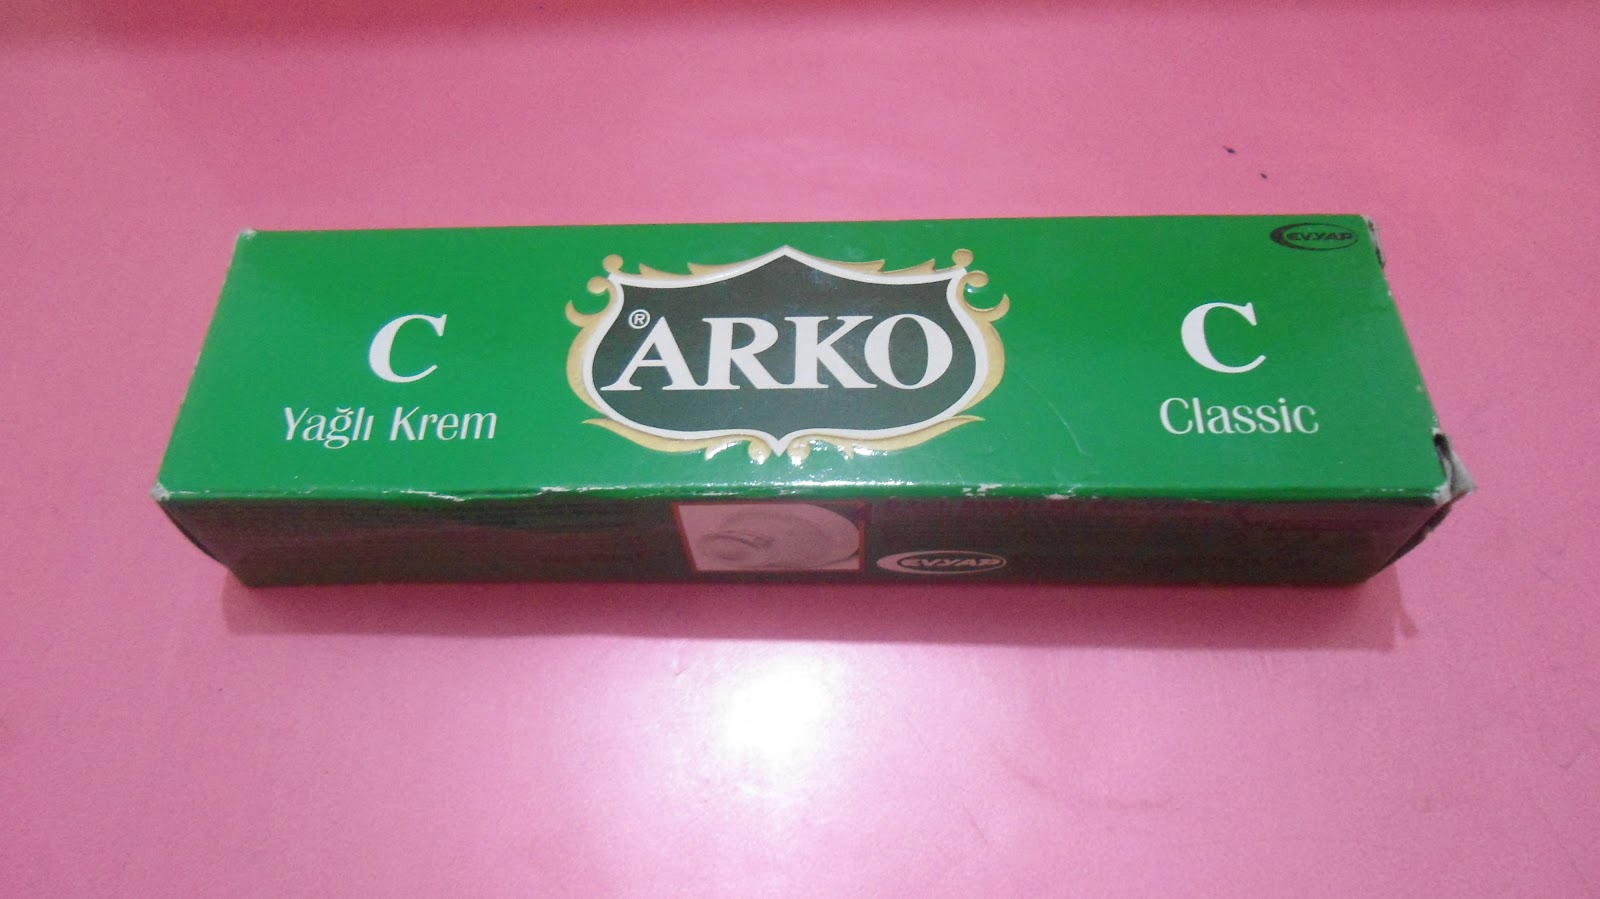 EVYAP
C
Yağlı Krem
®ARKO
C
Classic
EVYAP